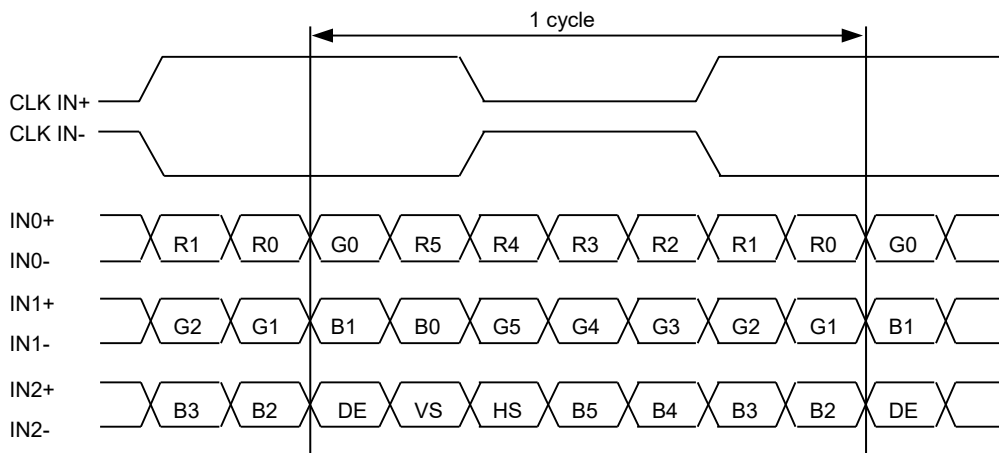 1 cycle
CLK IN+
CLK IN-
IN0+
R1 R0 G0 R5 R4 R3 R2 R1 R0 G0
IN0-
IN1+
G2 G1 B1 B0 G5 G4 G3 G2 G1 B1
IN1-
IN2+
B3 B2 DE VS HS B5 B4 B3 B2 DE
IN2-